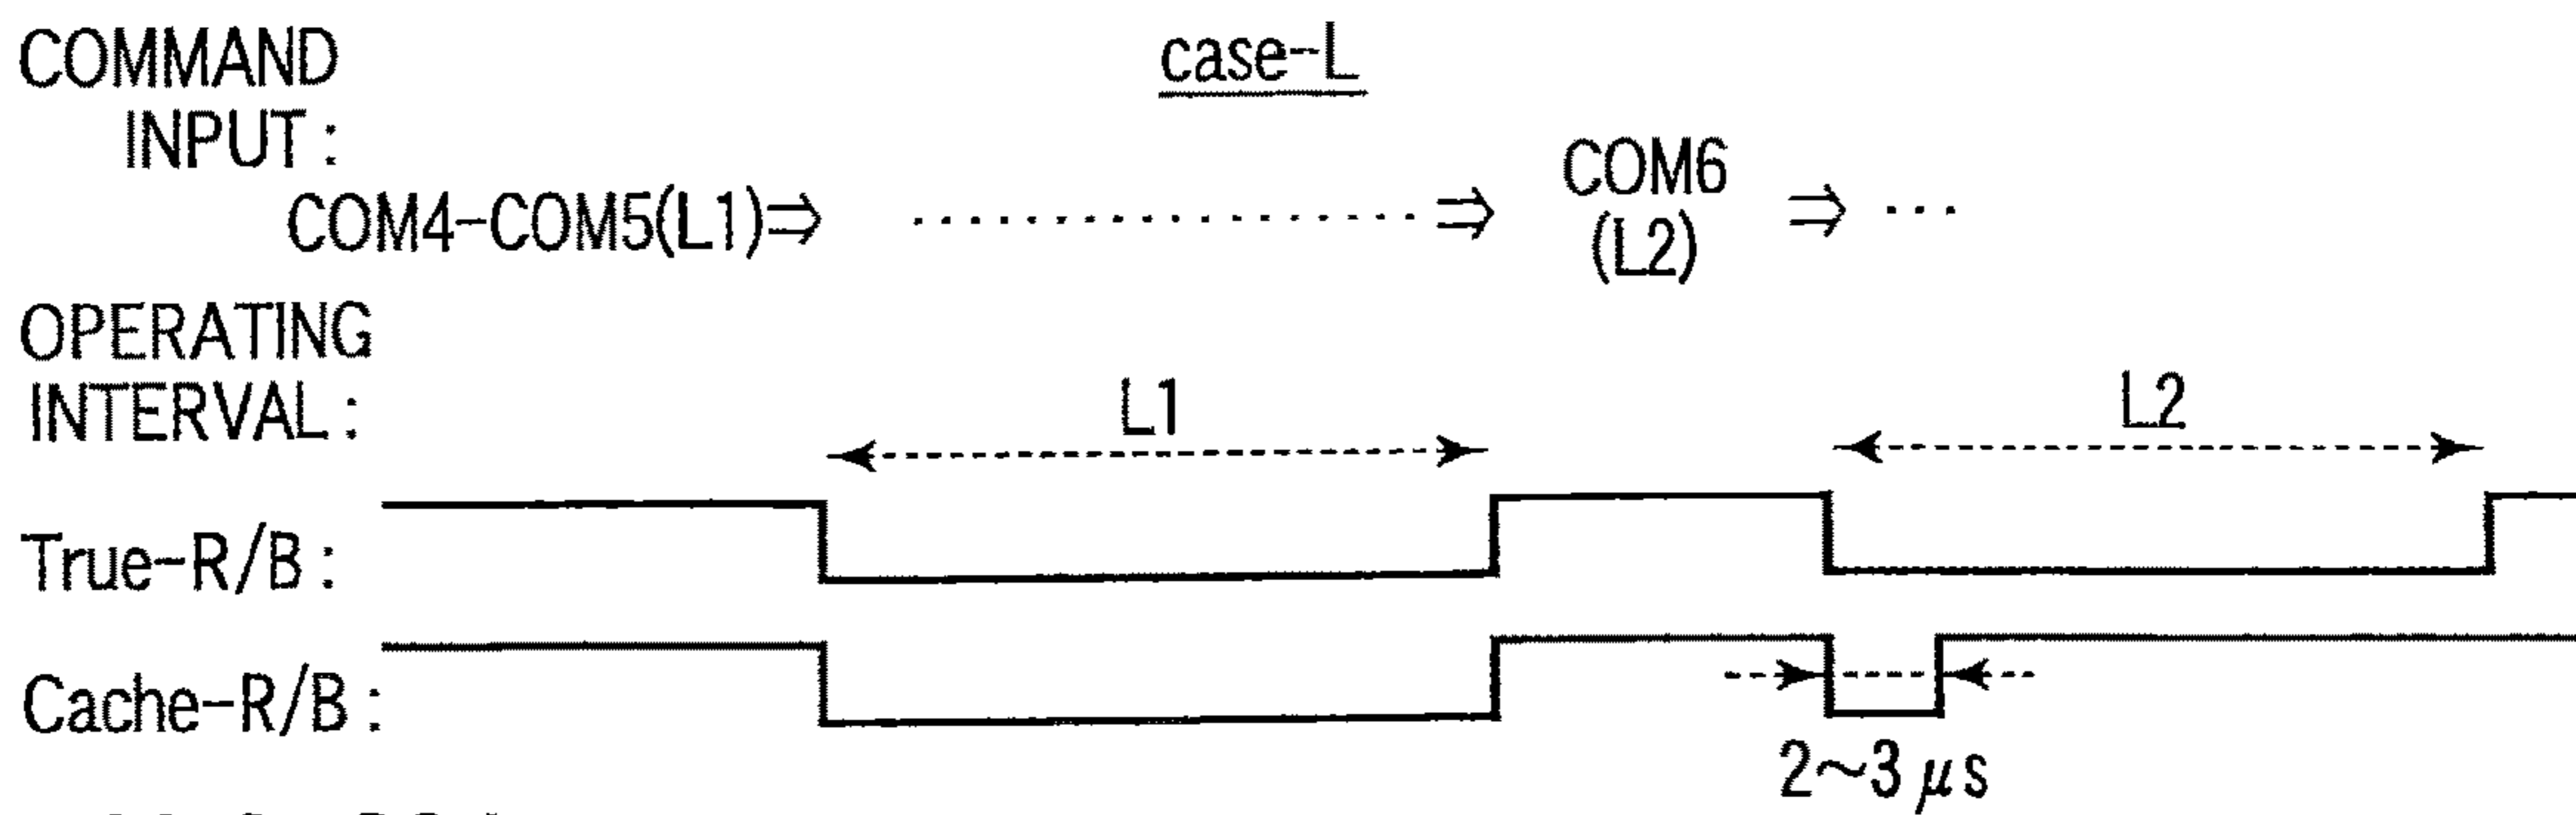 COMMAND
INPUT :
case-L
COM4-COM5(L1)⇒ ................. ⇒ COM6 ⇒ ...
(L2)
OPERATING
INTERVAL :
L1
L2
True-R/B :
Cache-R/B :
2~3 μs